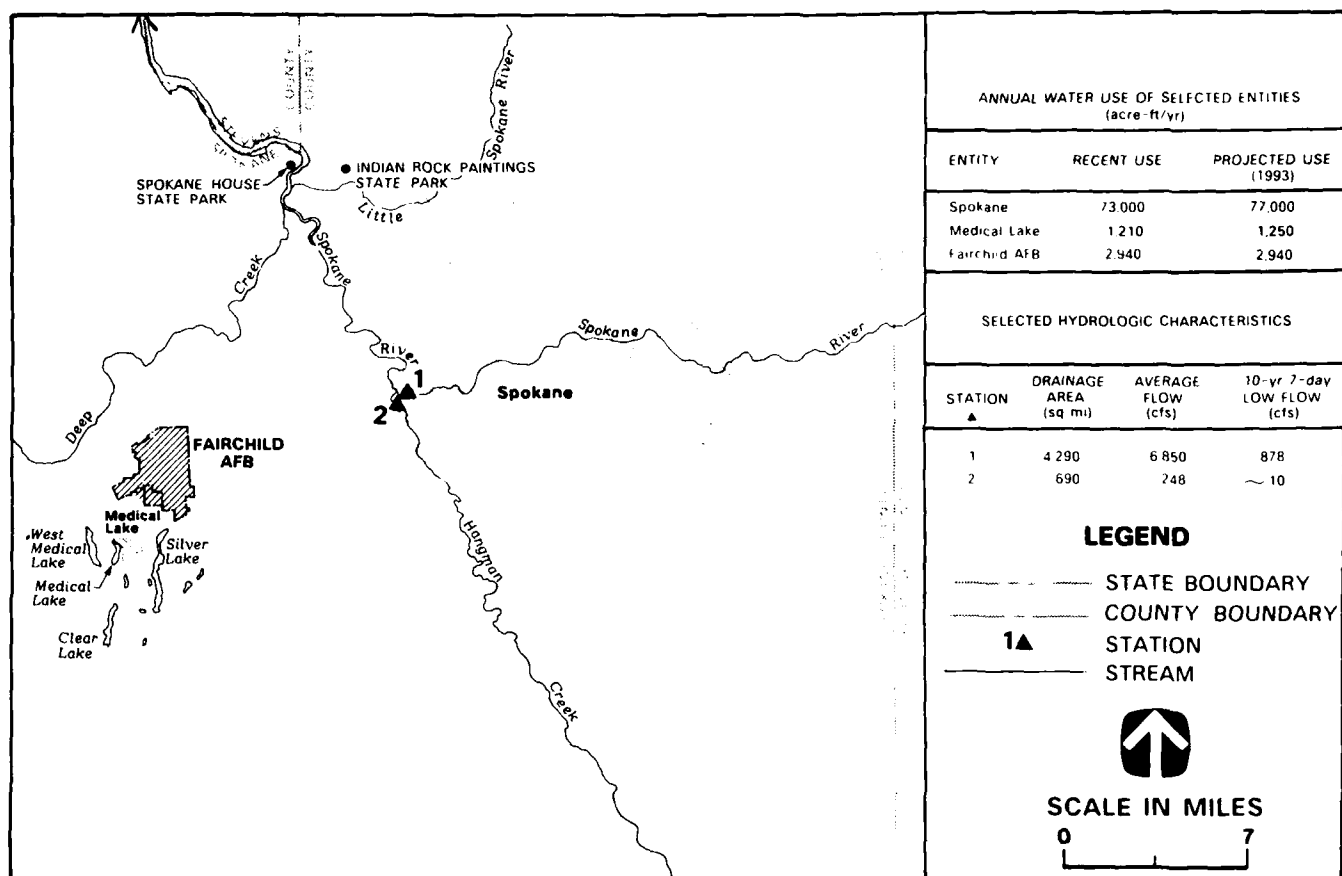 COUNTY
COUNTY
STEVENS
SPOKANE
SPOKANE HOUSE
STATE PARK
INDIAN ROCK PAINTINGS
STATE PARK
Little
Spokane River
Spokane
River
Creek
Deep
Spokane
River
1
2
Spokane
FAIRCHILD
AFB
Medical
Lake
West
Medical
Lake
Silver
Lake
Medical
Lake
Clear
Lake
Hangman
Creek
ANNUAL WATER USE OF SELECTED ENTITIES
(acre-ft/yr)
ENTITY RECENT USE PROJECTED USE
(1993)
Spokane 73,000 77,000
Medical Lake 1,210 1,250
Fairchild AFB 2,940 2,940
SELECTED HYDROLOGIC CHARACTERISTICS
STATION DRAINAGE AVERAGE 10-yr 7-day
▲ AREA FLOW LOW FLOW
(sq mi) (cfs) (cfs)
1 4 290 6 850 878
2 690 248 ~ 10
LEGEND
STATE BOUNDARY
COUNTY BOUNDARY
1▲ STATION
STREAM
SCALE IN MILES
0 7